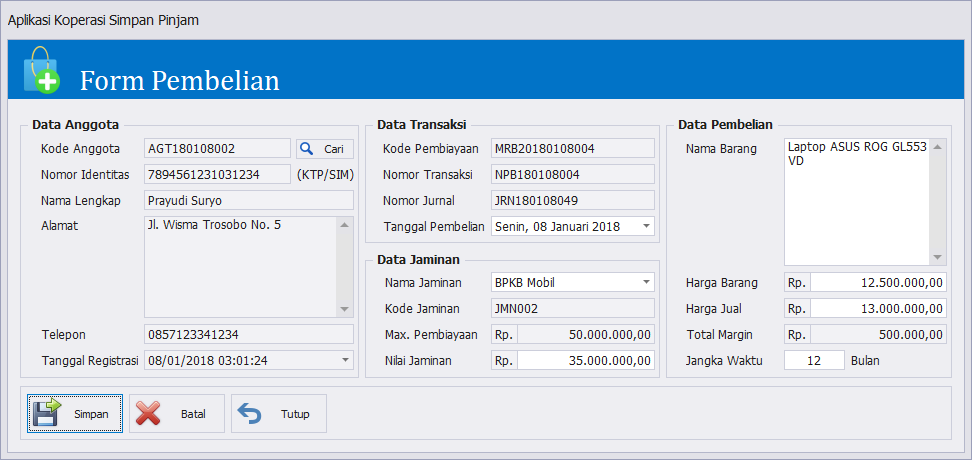 Aplikasi Koperasi Simpan Pinjam
Form Pembelian
Data Anggota
Kode Anggota AGT180108002 Cari
Nomor Identitas 7894561231031234 (KTP/SIM)
Nama Lengkap Prayudi Suryo
Alamat Jl. Wisma Trosobo No. 5
Telepon 0857123341234
Tanggal Registrasi 08/01/2018 03:01:24
Data Transaksi
Kode Pembiayaan MRB20180108004
Nomor Transaksi NPB180108004
Nomor Jurnal JRN180108049
Tanggal Pembelian Senin, 08 Januari 2018
Data Jaminan
Nama Jaminan BPKB Mobil
Kode Jaminan JMN002
Max. Pembiayaan Rp. 50.000.000,00
Nilai Jaminan Rp. 35.000.000,00
Data Pembelian
Nama Barang Laptop ASUS ROG GL553
VD
Harga Barang Rp. 12.500.000,00
Harga Jual Rp. 13.000.000,00
Total Margin Rp. 500.000,00
Jangka Waktu 12 Bulan
Simpan Batal Tutup